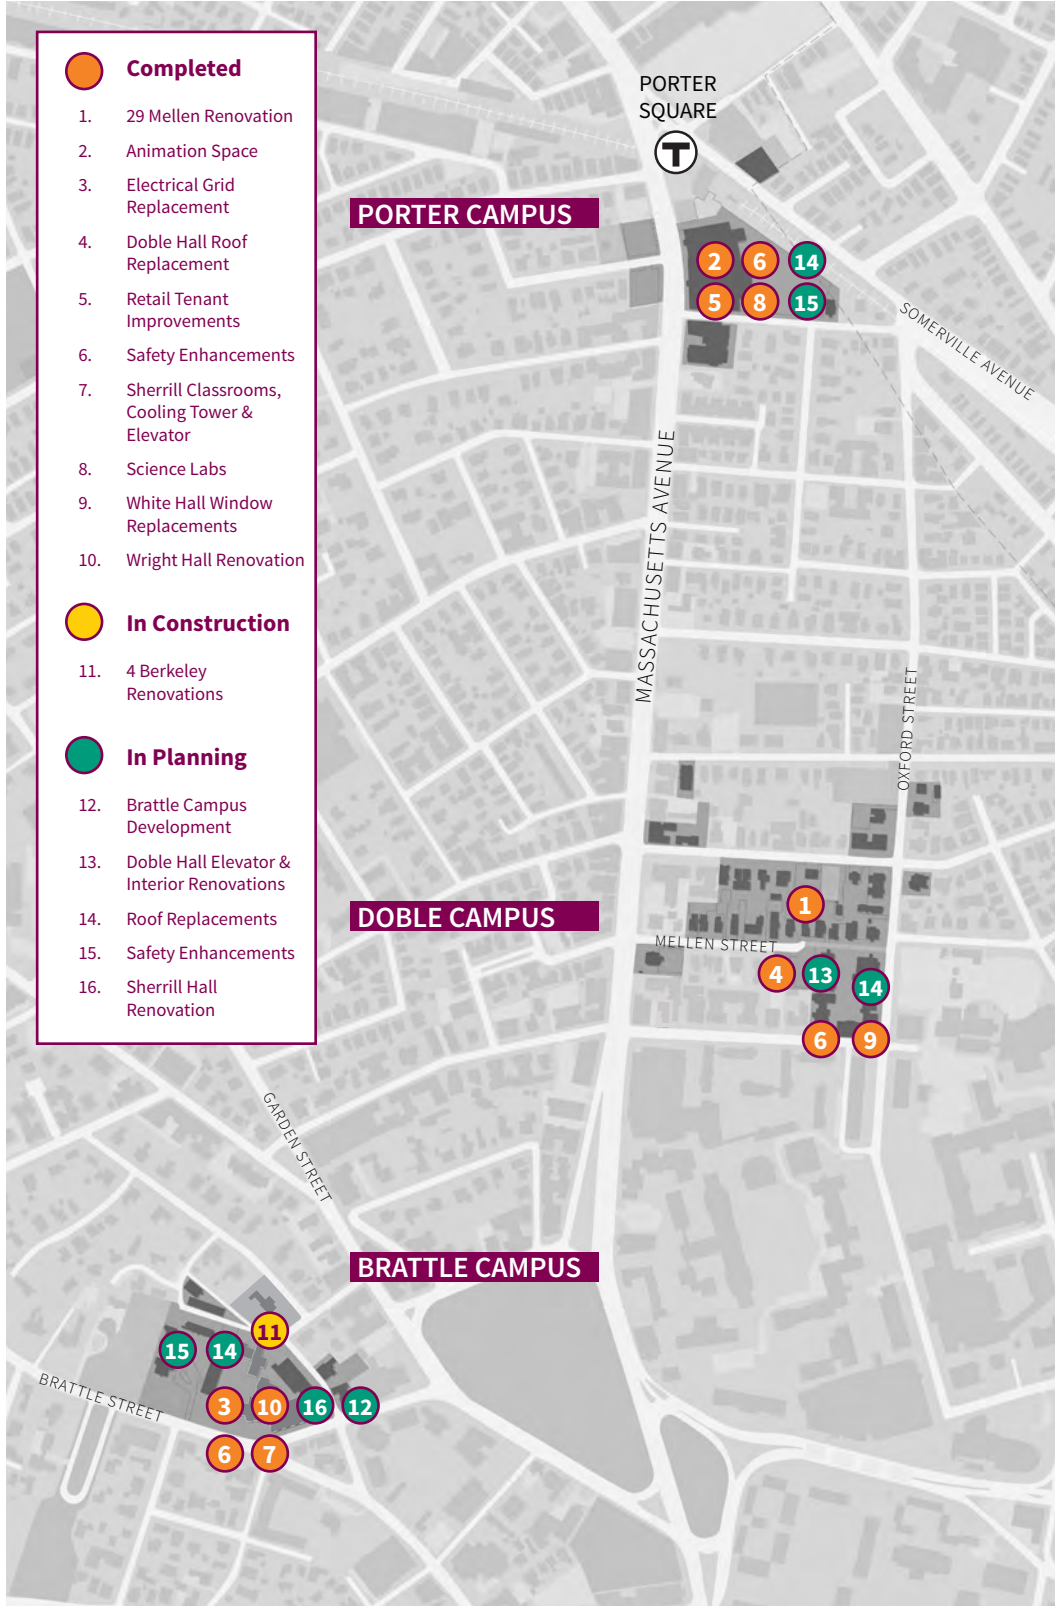 Completed
1. 29 Mellen Renovation
2. Animation Space
3. Electrical Grid
Replacement
4. Doble Hall Roof
Replacement
5. Retail Tenant
Improvements
6. Safety Enhancements
7. Sherrill Classrooms,
Cooling Tower &
Elevator
8. Science Labs
9. White Hall Window
Replacements
10. Wright Hall Renovation
In Construction
11. 4 Berkeley
Renovations
In Planning
12. Brattle Campus
Development
13. Doble Hall Elevator &
Interior Renovations
14. Roof Replacements
15. Safety Enhancements
16. Sherrill Hall
Renovation
PORTER
SQUARE
T
PORTER CAMPUS
2 6 14
5 8 15
SOMERVILLE AVENUE
MASSACHUSETTS AVENUE
OXFORD STREET
DOBLE CAMPUS
1
MELLEN STREET
4 13 14
6 9
GARDEN STREET
BRATTLE CAMPUS
11
15 14
BRATTLE STREET
3 10 16 12
6 7